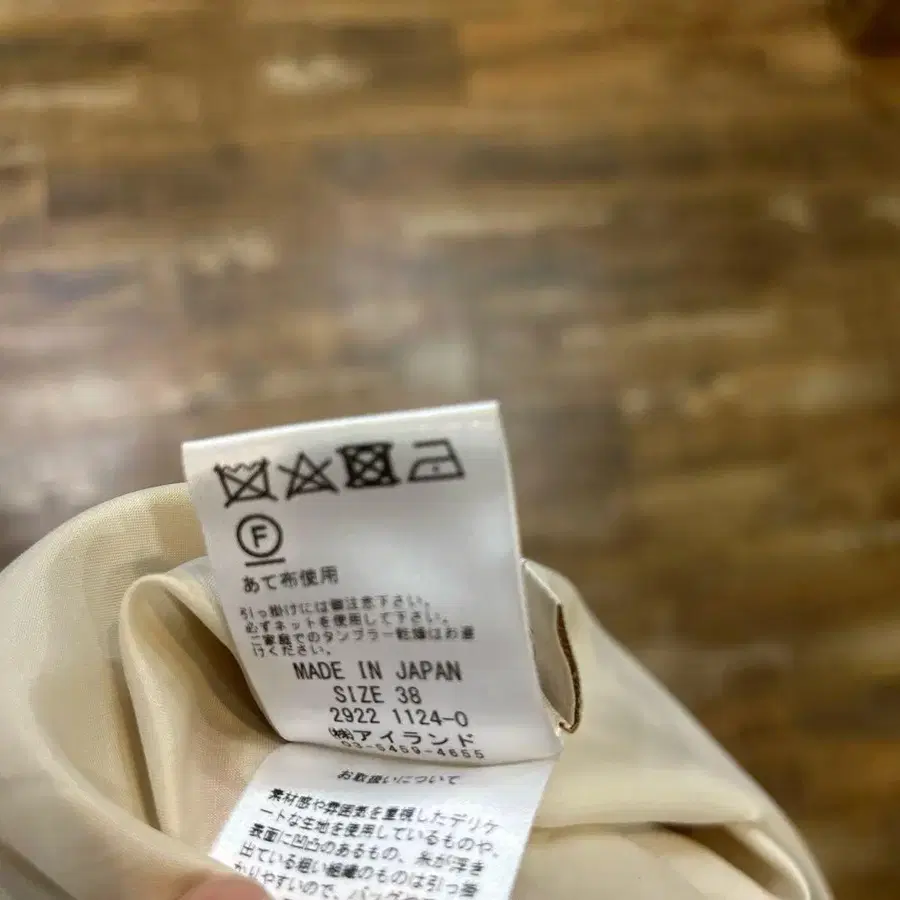 F
あて布使用
引っ掛けには御注意下さい。
必ずネットを使用して下さい。
ご家庭でのタンブラー乾燥はお避
けください。
MADE IN JAPAN
SIZE 38
2922 1124-0
㈱アイランド
03-5459-4655
お取扱いについて
素材感や雰囲気を重視したデリケ
ートな生地を使用しているものや、
表面に凹凸のあるもの、糸が浮き
出ている粗い組織のものは引っ掛
かりやすいので、バッグや